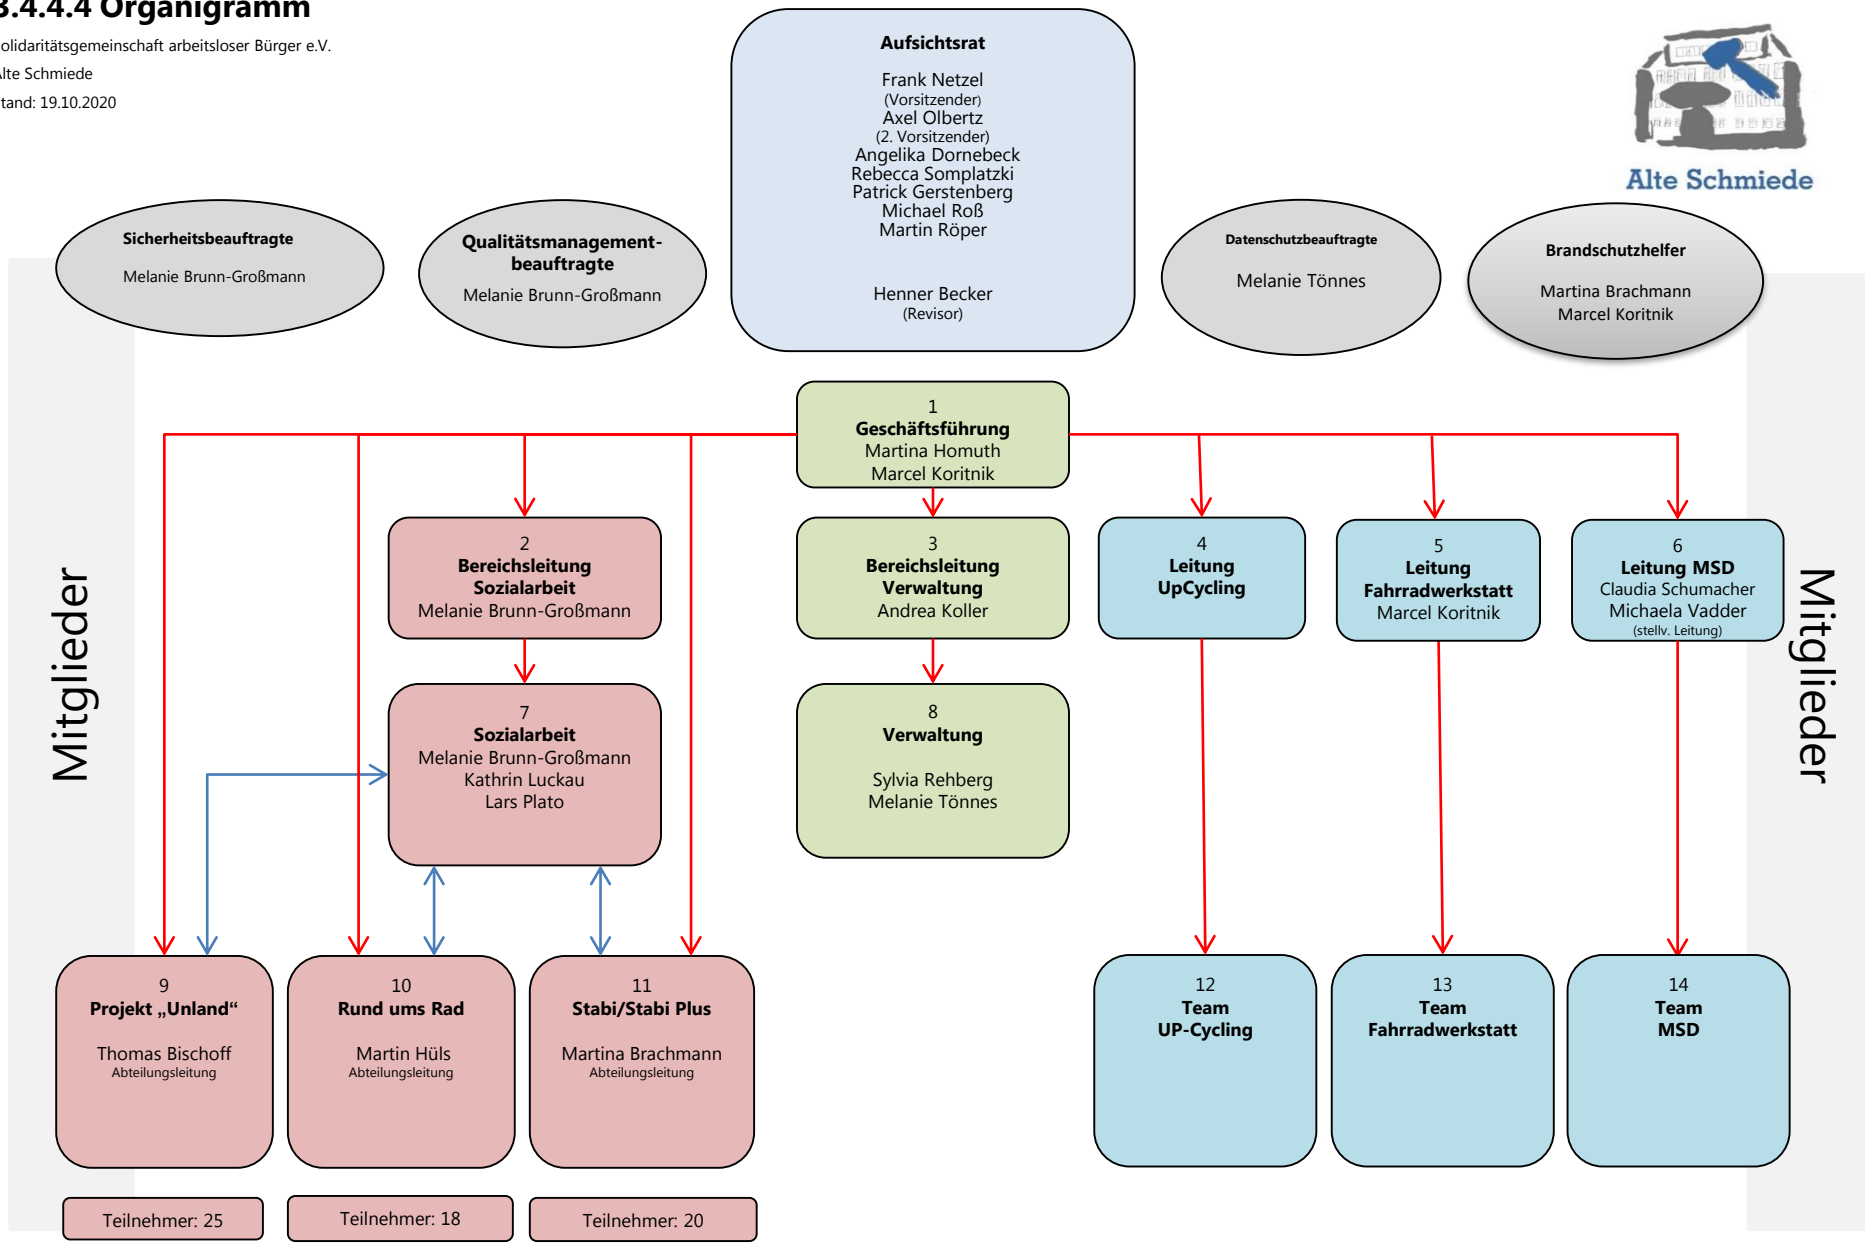 3.4.4.4 Organigramm
olidaritätsgemeinschaft arbeitsloser Bürger e.V.
Alte Schmiede
tand: 19.10.2020
Aufsichtsrat
Frank Netzel
(Vorsitzender)
Axel Olbertz
(2. Vorsitzender)
Angelika Dornebeck
Rebecca Somplatzki
Patrick Gerstenberg
Michael Roß
Martin Röper
Henner Becker
(Revisor)
Alte Schmiede
Sicherheitsbeauftragte
Melanie Brunn-Großmann
Qualitätsmanagement-
beauftragte
Melanie Brunn-Großmann
Datenschutzbeauftragte
Melanie Tönnes
Brandschutzhelfer
Martina Brachmann
Marcel Koritnik
Mitglieder
Mitglieder
1
Geschäftsführung
Martina Homuth
Marcel Koritnik
2
Bereichsleitung
Sozialarbeit
Melanie Brunn-Großmann
3
Bereichsleitung
Verwaltung
Andrea Koller
4
Leitung
UpCycling
5
Leitung
Fahrradwerkstatt
Marcel Koritnik
6
Leitung MSD
Claudia Schumacher
Michaela Vadder
(stellv. Leitung)
7
Sozialarbeit
Melanie Brunn-Großmann
Kathrin Luckau
Lars Plato
8
Verwaltung
Sylvia Rehberg
Melanie Tönnes
9
Projekt „Unland“
Thomas Bischoff
Abteilungsleitung
10
Rund ums Rad
Martin Hüls
Abteilungsleitung
11
Stabi/Stabi Plus
Martina Brachmann
Abteilungsleitung
12
Team
UP-Cycling
13
Team
Fahrradwerkstatt
14
Team
MSD
Teilnehmer: 25
Teilnehmer: 18
Teilnehmer: 20